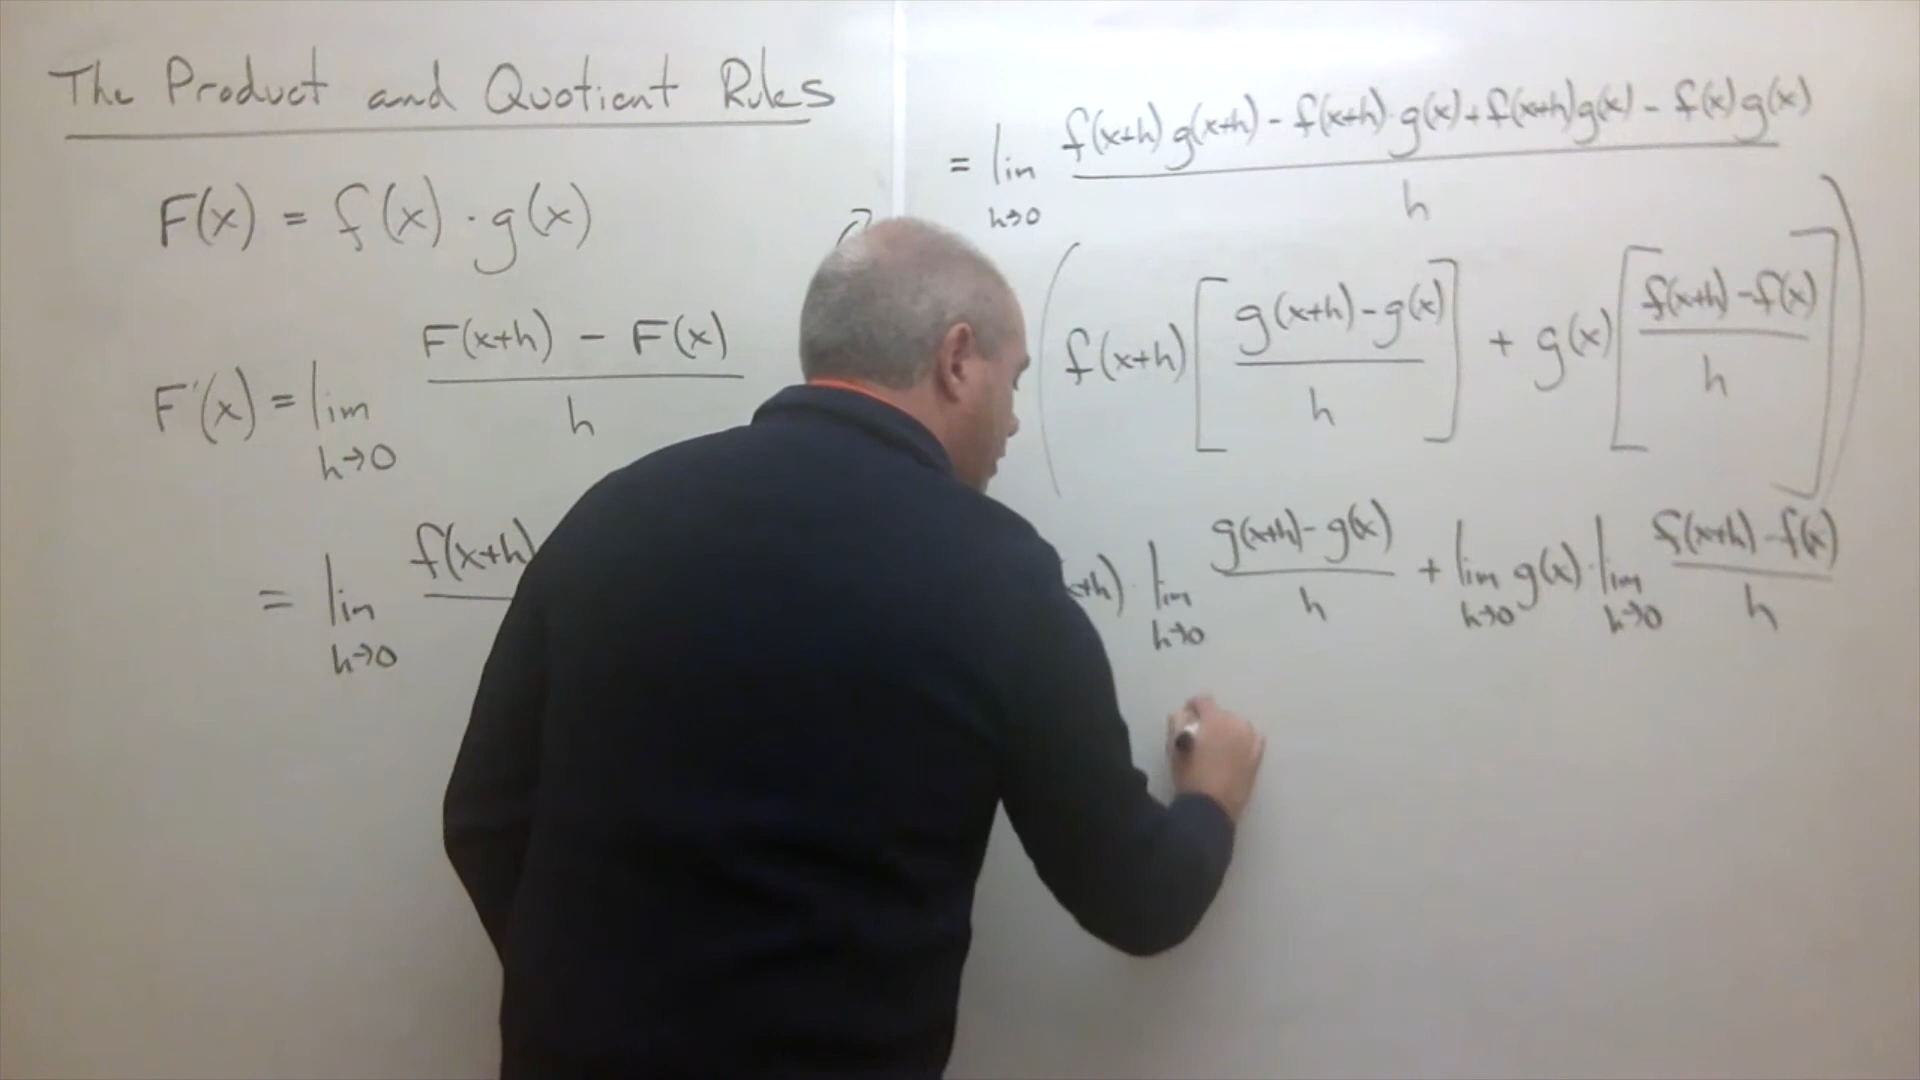 The Product and Quotient Rules
F(x) = f(x) · g(x)
F'(x) = lim h→0 F(x+h) - F(x) / h
= lim h→0 f(x+h)
= lim h→0 f(x+h) g(x+h) - f(x+h) · g(x) + f(x+h) g(x) - f(x) g(x) / h
( f(x+h) [ g(x+h) - g(x) / h ] + g(x) [ f(x+h) - f(x) / h ] )
x+h) · lim h→0 g(x+h) - g(x) / h + lim h→0 g(x) · lim h→0 f(x+h) - f(x) / h